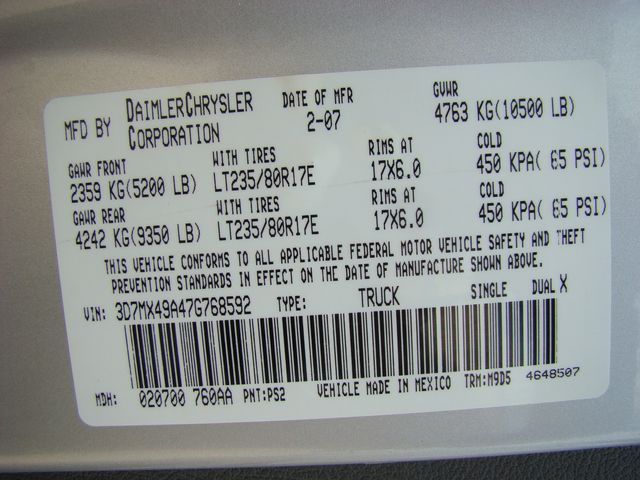 MFD BY DAIMLERCHRYSLER CORPORATION DATE OF MFR 2-07 GVWR 4763 KG(10500 LB)
GAWR FRONT WITH TIRES RIMS AT COLD
2359 KG(5200 LB) LT235/80R17E 17X6.0 450 KPA( 65 PSI)
GAWR REAR WITH TIRES RIMS AT COLD
4242 KG(9350 LB) LT235/80R17E 17X6.0 450 KPA( 65 PSI)
THIS VEHICLE CONFORMS TO ALL APPLICABLE FEDERAL MOTOR VEHICLE SAFETY AND THEFT
PREVENTION STANDARDS IN EFFECT ON THE DATE OF MANUFACTURE SHOWN ABOVE.
VIN: 3D7MX49A47G768592 TYPE: TRUCK SINGLE DUAL X
MDH: 020700 760AA PNT:PS2 VEHICLE MADE IN MEXICO TRM:M9D5 4648507